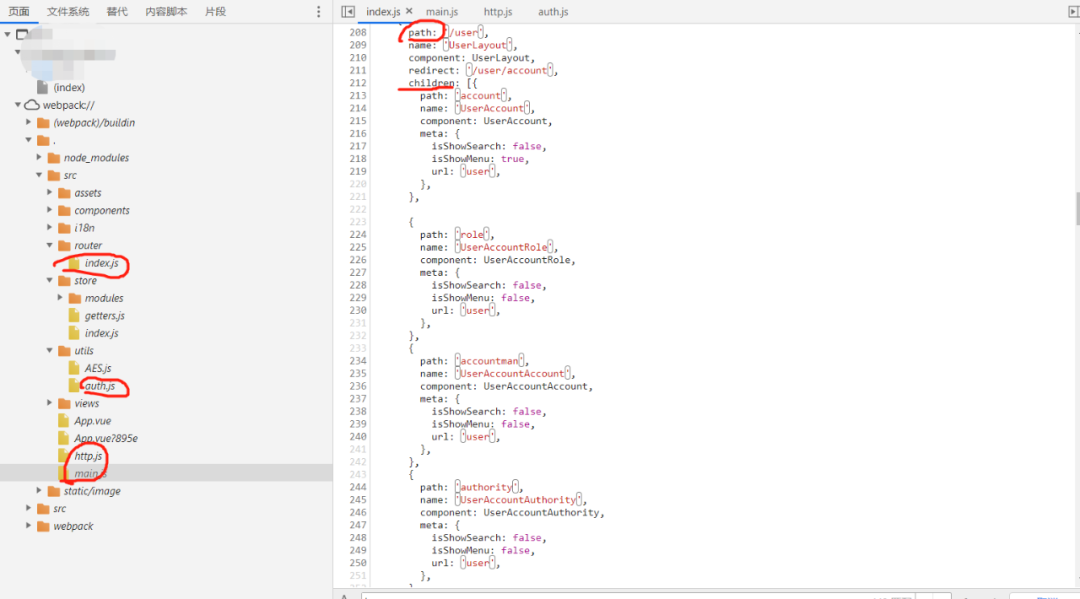 页面 文件系统 替代 内容脚本 片段
(index)
webpack://
(webpack)/buildin
.
node_modules
src
assets
components
i18n
router
index.js
store
modules
getters.js
index.js
utils
AES.js
auth.js
views
App.vue
App.vue?895e
http.js
main.js
static/image
src
webpack
index.js × main.js http.js auth.js
208 path: '/user',
209 name: 'UserLayout',
210 component: UserLayout,
211 redirect: '/user/account',
212 children: [{
213 path: 'account',
214 name: 'UserAccount',
215 component: UserAccount,
216 meta: {
217 isShowSearch: false,
218 isShowMenu: true,
219 url: 'user',
220 },
221 },
222
223 {
224 path: 'role',
225 name: 'UserAccountRole',
226 component: UserAccountRole,
227 meta: {
228 isShowSearch: false,
229 isShowMenu: false,
230 url: 'user',
231 },
232 },
233 {
234 path: 'accountman',
235 name: 'UserAccountAccount',
236 component: UserAccountAccount,
237 meta: {
238 isShowSearch: false,
239 isShowMenu: false,
240 url: 'user',
241 },
242 },
243 {
244 path: 'authority',
245 name: 'UserAccountAuthority',
246 component: UserAccountAuthority,
247 meta: {
248 isShowSearch: false,
249 isShowMenu: false,
250 url: 'user',
251 },